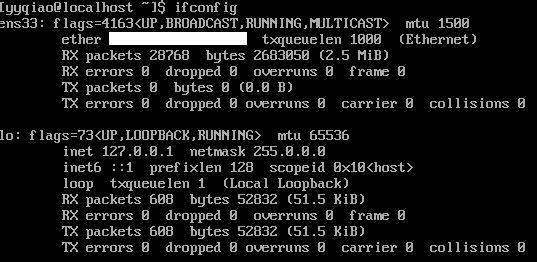 [yyqiao@localhost ~]$ ifconfig
ens33: flags=4163<UP,BROADCAST,RUNNING,MULTICAST>  mtu 1500
ether txqueuelen 1000  (Ethernet)
RX packets 28768  bytes 2683050 (2.5 MiB)
RX errors 0  dropped 0  overruns 0  frame 0
TX packets 0  bytes 0 (0.0 B)
TX errors 0  dropped 0 overruns 0  carrier 0  collisions 0
lo: flags=73<UP,LOOPBACK,RUNNING>  mtu 65536
inet 127.0.0.1  netmask 255.0.0.0
inet6 ::1  prefixlen 128  scopeid 0x10<host>
loop  txqueuelen 1  (Local Loopback)
RX packets 608  bytes 52832 (51.5 KiB)
RX errors 0  dropped 0  overruns 0  frame 0
TX packets 608  bytes 52832 (51.5 KiB)
TX errors 0  dropped 0 overruns 0  carrier 0  collisions 0